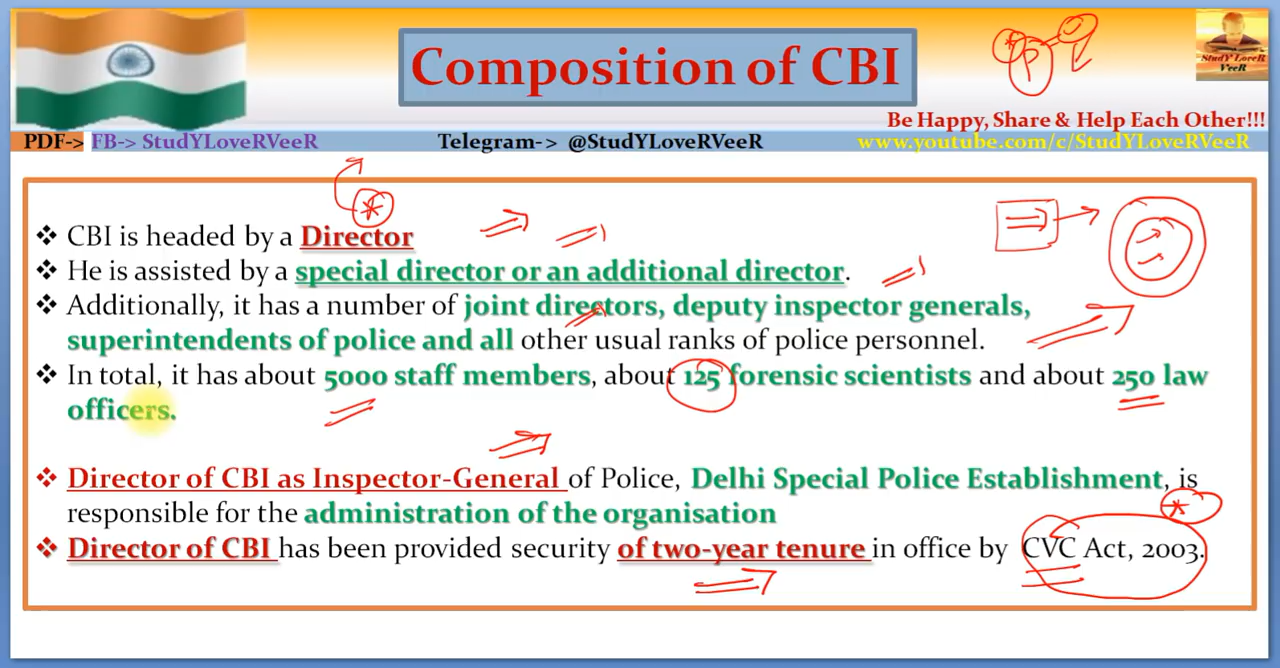 Composition of CBI
StudY LoveR
VeeR
Be Happy, Share & Help Each Other!!!
PDF-> FB-> StudYLoveRVeeR Telegram-> @StudYLoveRVeeR www.youtube.com/c/StudYLoveRVeeR
❖ CBI is headed by a Director
❖ He is assisted by a special director or an additional director.
❖ Additionally, it has a number of joint directors, deputy inspector generals,
superintendents of police and all other usual ranks of police personnel.
❖ In total, it has about 5000 staff members, about 125 forensic scientists and about 250 law
officers.
❖ Director of CBI as Inspector-General of Police, Delhi Special Police Establishment, is
responsible for the administration of the organisation
❖ Director of CBI has been provided security of two-year tenure in office by CVC Act, 2003.